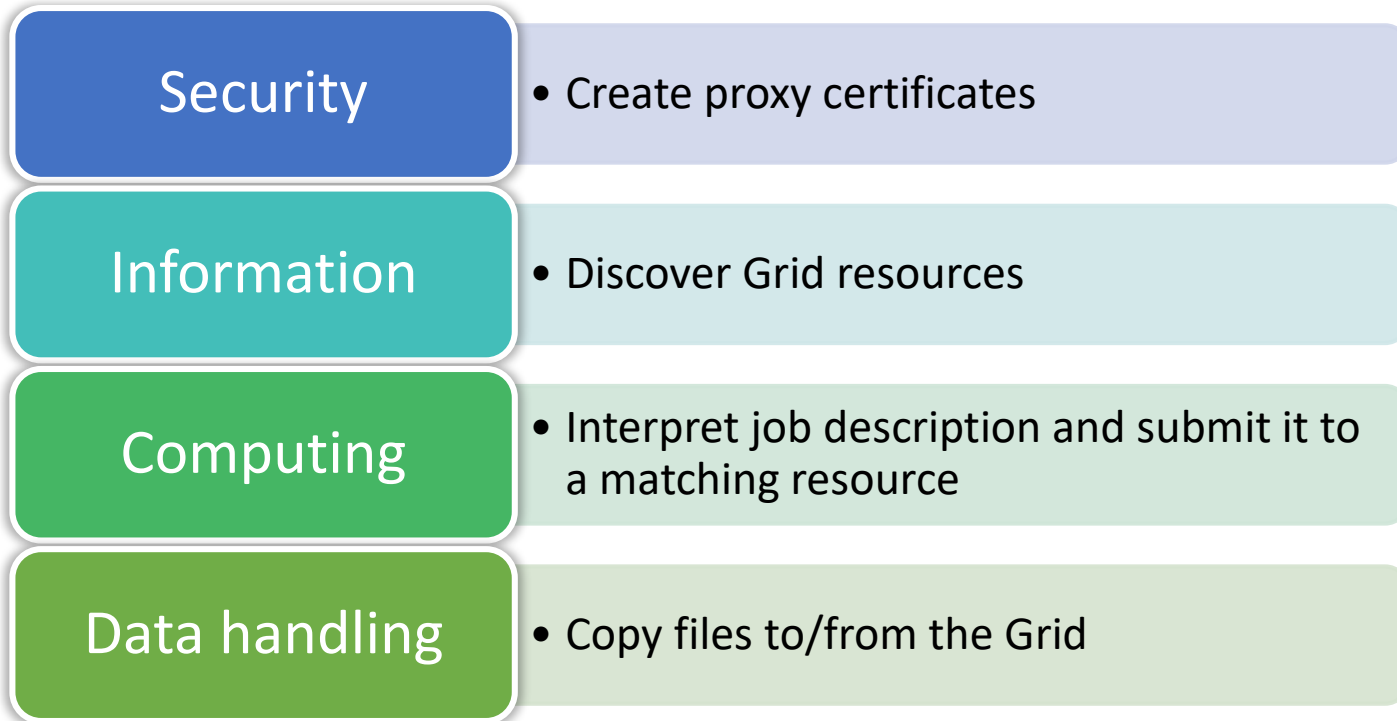 Security
• Create proxy certificates
Information
• Discover Grid resources
Computing
• Interpret job description and submit it to
a matching resource
Data handling
• Copy files to/from the Grid